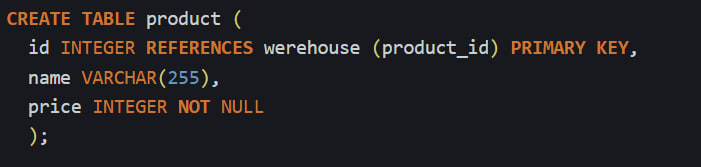 CREATE TABLE product (
id INTEGER REFERENCES werehouse (product_id) PRIMARY KEY,
name VARCHAR(255),
price INTEGER NOT NULL
);